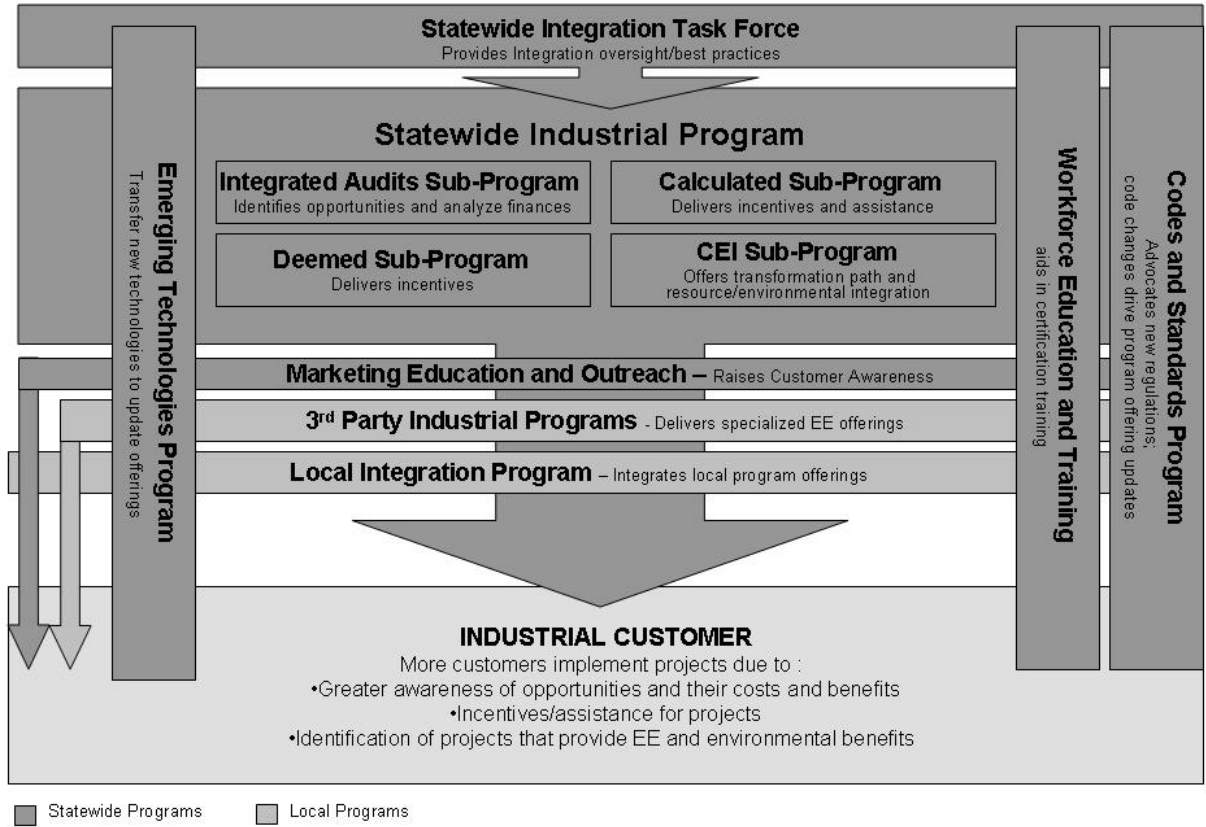 Statewide Integration Task Force
Provides Integration oversight/best practices
Statewide Industrial Program
Integrated Audits Sub-Program
Identifies opportunities and analyze finances
Calculated Sub-Program
Delivers incentives and assistance
Deemed Sub-Program
Delivers incentives
CEI Sub-Program
Offers transformation path and
resource/environmental integration
Emerging Technologies Program
Transfer new technologies to update offerings
Workforce Education and Training
aids in certification training
Codes and Standards Program
Advocates new regulations;
code changes drive program offering updates
Marketing Education and Outreach – Raises Customer Awareness
3rd Party Industrial Programs - Delivers specialized EE offerings
Local Integration Program – Integrates local program offerings
INDUSTRIAL CUSTOMER
More customers implement projects due to :
•Greater awareness of opportunities and their costs and benefits
•Incentives/assistance for projects
•Identification of projects that provide EE and environmental benefits
Statewide Programs
Local Programs